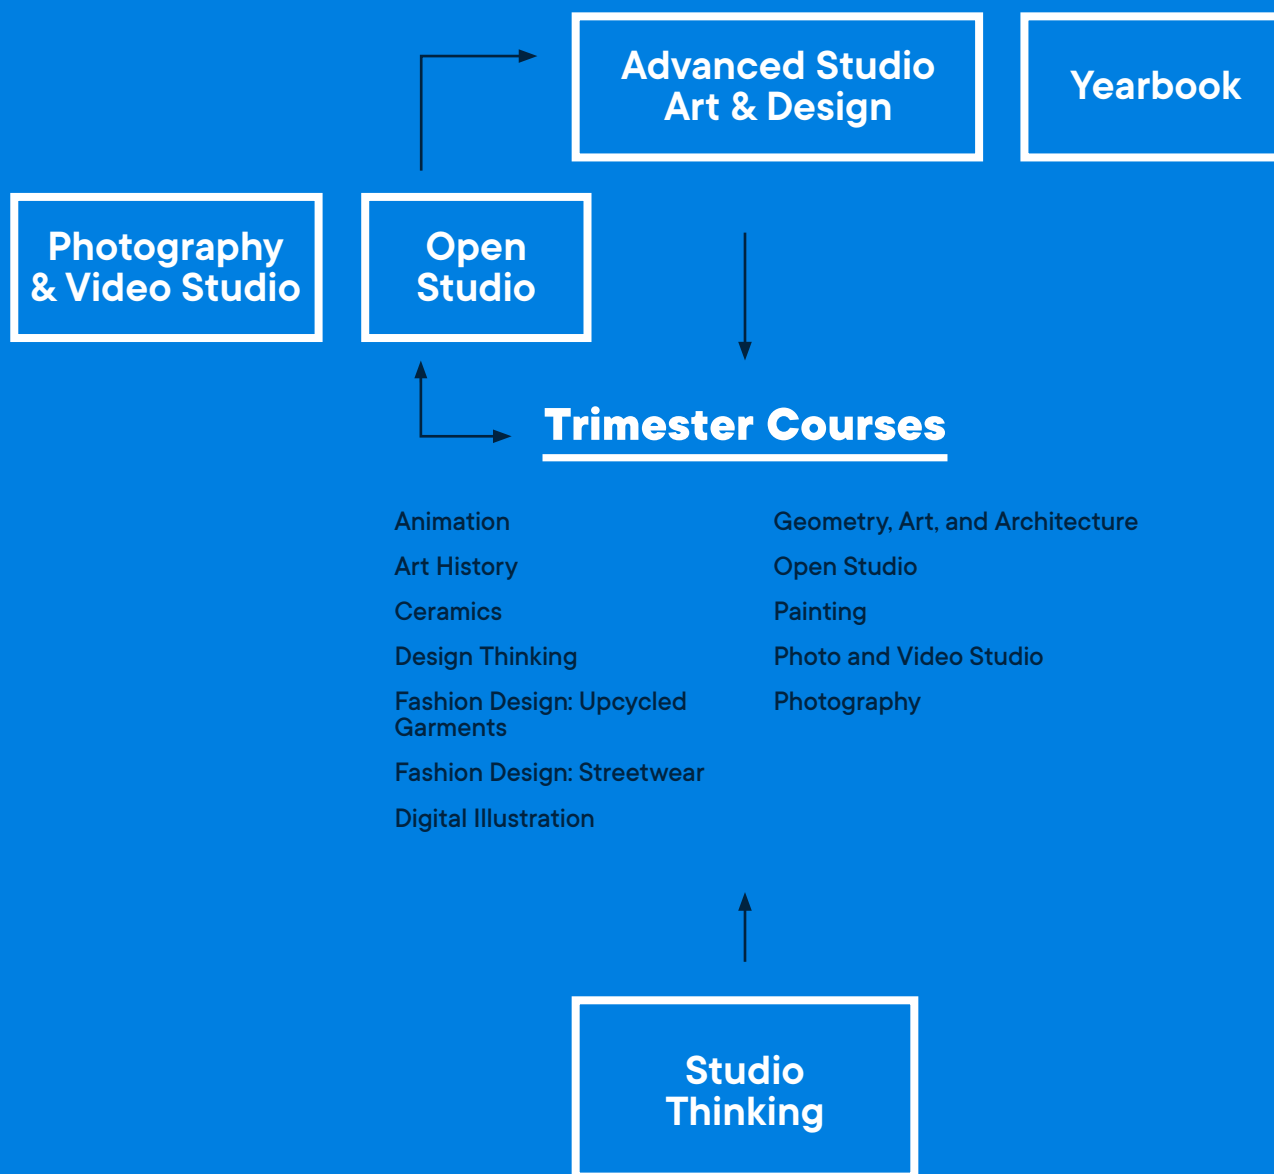 Advanced Studio
Art & Design
Yearbook
Photography
& Video Studio
Open
Studio
Trimester Courses
Animation
Art History
Ceramics
Design Thinking
Fashion Design: Upcycled
Garments
Fashion Design: Streetwear
Digital Illustration
Geometry, Art, and Architecture
Open Studio
Painting
Photo and Video Studio
Photography
Studio
Thinking